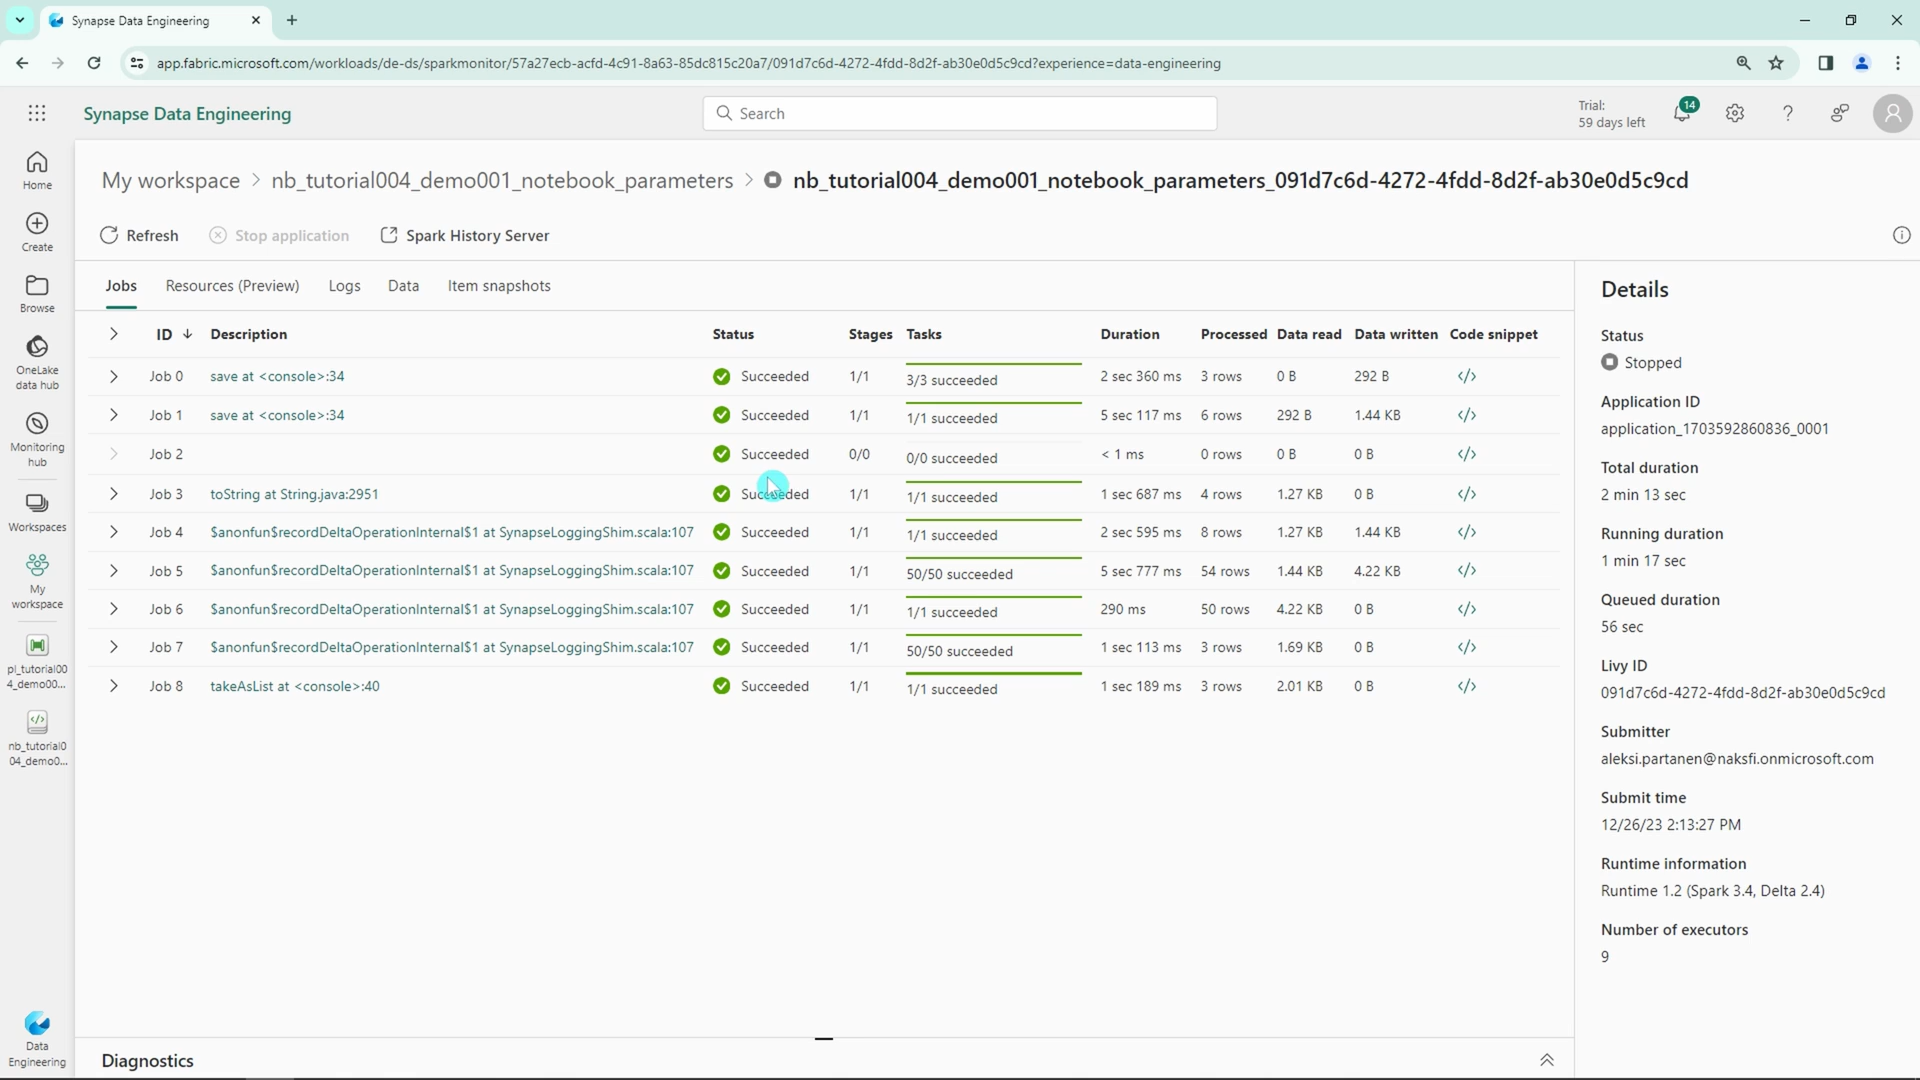 Synapse Data Engineering
app.fabric.microsoft.com/workloads/de-ds/sparkmonitor/57a27ecb-acfd-4c91-8a63-85dc815c20a7/091d7c6d-4272-4fdd-8d2f-ab30e0d5c9cd?experience=data-engineering
Synapse Data Engineering
Search
Trial:
59 days left
14
Home
Create
Browse
OneLake
data hub
Monitoring
hub
Workspaces
My
workspace
pl_tutorial00
4_demo00...
nb_tutorial0
04_demo0...
Data
Engineering
My workspace > nb_tutorial004_demo001_notebook_parameters > nb_tutorial004_demo001_notebook_parameters_091d7c6d-4272-4fdd-8d2f-ab30e0d5c9cd
Refresh Stop application Spark History Server
Jobs Resources (Preview) Logs Data Item snapshots
ID Description Status Stages Tasks Duration Processed Data read Data written Code snippet
Job 0 save at <console>:34 Succeeded 1/1 3/3 succeeded 2 sec 360 ms 3 rows 0 B 292 B </>
Job 1 save at <console>:34 Succeeded 1/1 1/1 succeeded 5 sec 117 ms 6 rows 292 B 1.44 KB </>
Job 2 Succeeded 0/0 0/0 succeeded < 1 ms 0 rows 0 B 0 B </>
Job 3 toString at String.java:2951 Succeeded 1/1 1/1 succeeded 1 sec 687 ms 4 rows 1.27 KB 0 B </>
Job 4 $anonfun$recordDeltaOperationInternal$1 at SynapseLoggingShim.scala:107 Succeeded 1/1 1/1 succeeded 2 sec 595 ms 8 rows 1.27 KB 1.44 KB </>
Job 5 $anonfun$recordDeltaOperationInternal$1 at SynapseLoggingShim.scala:107 Succeeded 1/1 50/50 succeeded 5 sec 777 ms 54 rows 1.44 KB 4.22 KB </>
Job 6 $anonfun$recordDeltaOperationInternal$1 at SynapseLoggingShim.scala:107 Succeeded 1/1 1/1 succeeded 290 ms 50 rows 4.22 KB 0 B </>
Job 7 $anonfun$recordDeltaOperationInternal$1 at SynapseLoggingShim.scala:107 Succeeded 1/1 50/50 succeeded 1 sec 113 ms 3 rows 1.69 KB 0 B </>
Job 8 takeAsList at <console>:40 Succeeded 1/1 1/1 succeeded 1 sec 189 ms 3 rows 2.01 KB 0 B </>
Diagnostics
Details
Status
Stopped
Application ID
application_1703592860836_0001
Total duration
2 min 13 sec
Running duration
1 min 17 sec
Queued duration
56 sec
Livy ID
091d7c6d-4272-4fdd-8d2f-ab30e0d5c9cd
Submitter
aleksi.partanen@naksfi.onmicrosoft.com
Submit time
12/26/23 2:13:27 PM
Runtime information
Runtime 1.2 (Spark 3.4, Delta 2.4)
Number of executors
9